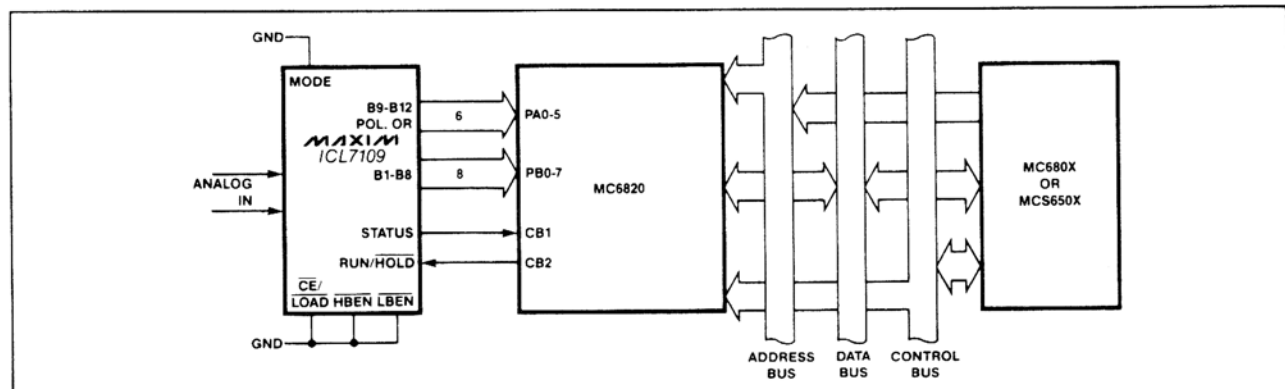 GND
MODE
B9-B12
POL. OR
6
PA0-5
MAXIM
ICL7109
B1-B8
8
PB0-7
ANALOG
IN
MC6820
MC680X
OR
MCS650X
STATUS
CB1
RUN/HOLD
CB2
CE/
LOAD HBEN LBEN
GND
ADDRESS
BUS
DATA
BUS
CONTROL
BUS